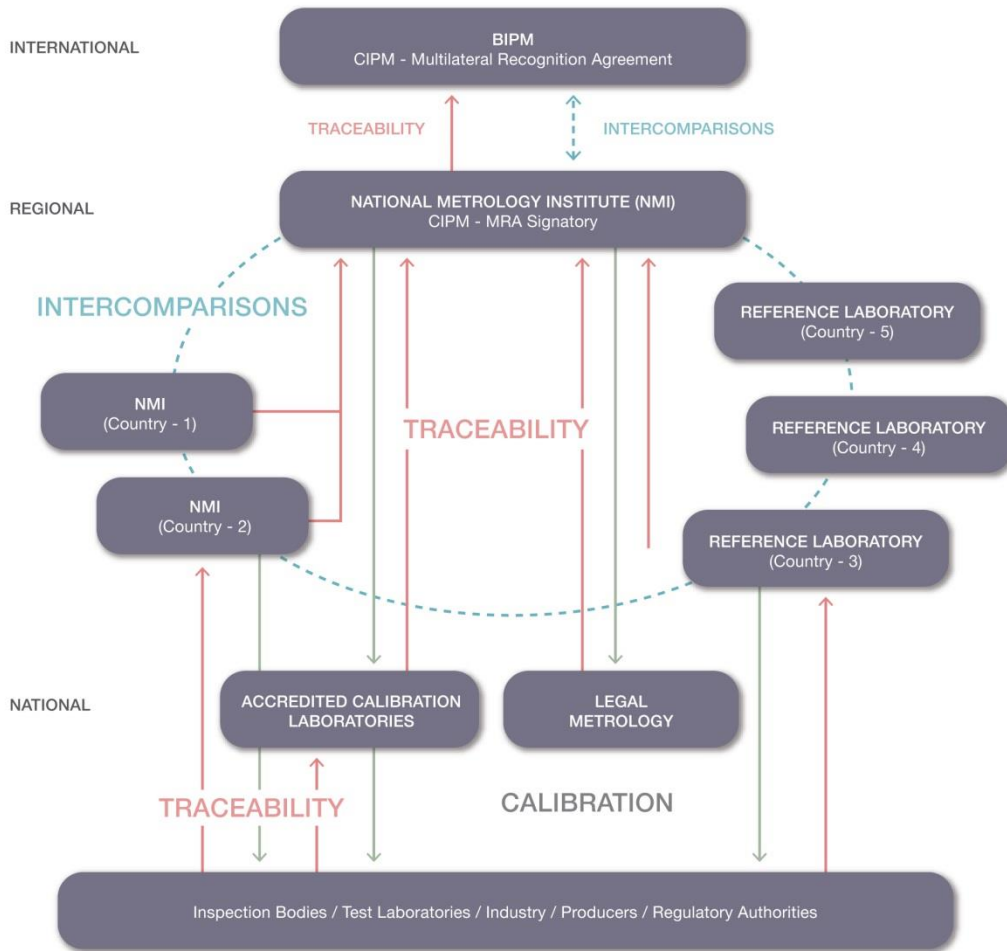 INTERNATIONAL
BIPM
CIPM - Multilateral Recognition Agreement
TRACEABILITY
INTERCOMPARISONS
REGIONAL
NATIONAL METROLOGY INSTITUTE (NMI)
CIPM - MRA Signatory
INTERCOMPARISONS
REFERENCE LABORATORY
(Country - 5)
NMI
(Country - 1)
TRACEABILITY
REFERENCE LABORATORY
(Country - 4)
NMI
(Country - 2)
REFERENCE LABORATORY
(Country - 3)
NATIONAL
ACCREDITED CALIBRATION
LABORATORIES
LEGAL
METROLOGY
TRACEABILITY
CALIBRATION
Inspection Bodies / Test Laboratories / Industry / Producers / Regulatory Authorities